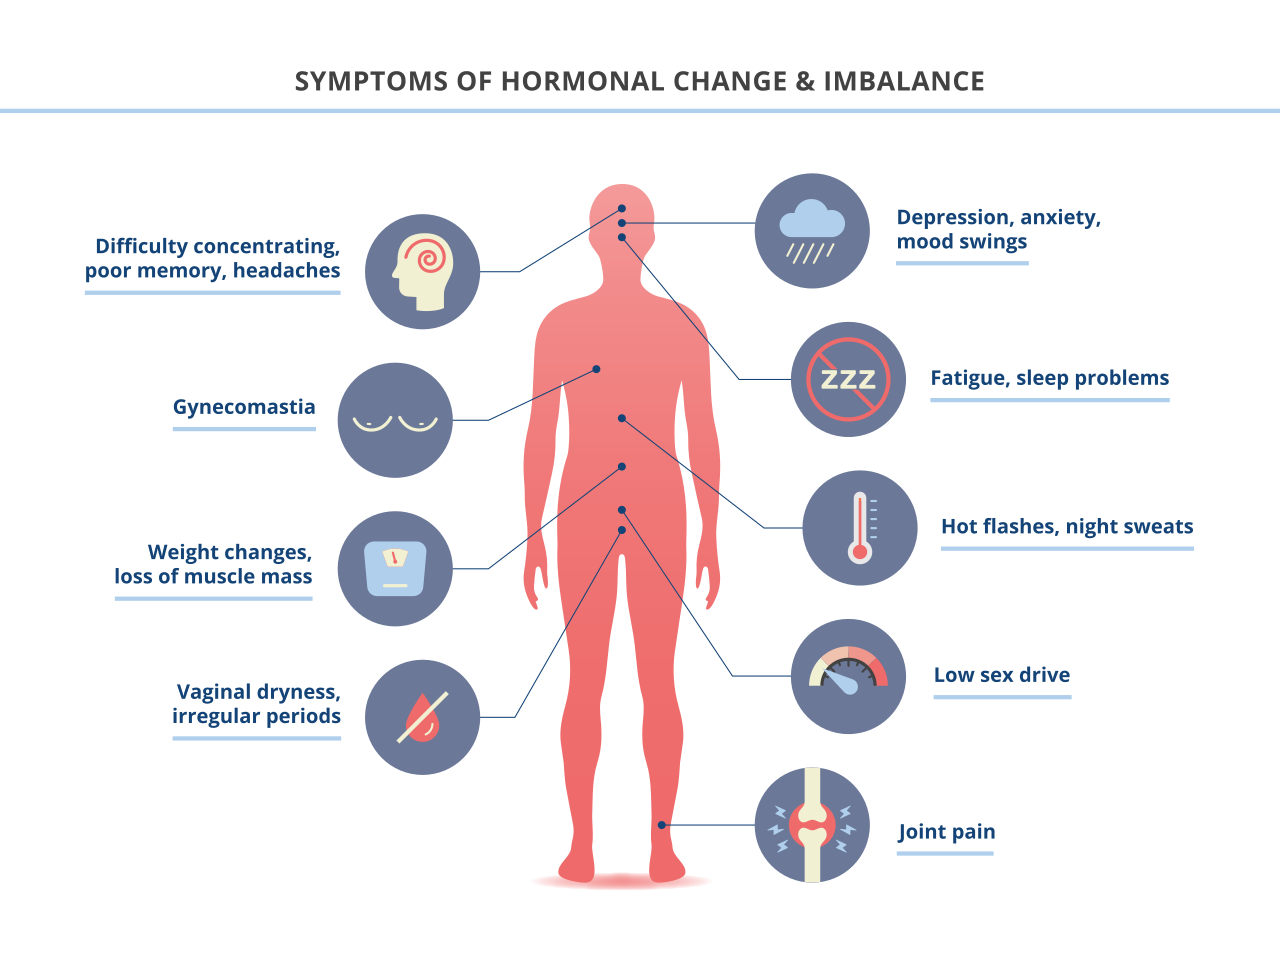 SYMPTOMS OF HORMONAL CHANGE & IMBALANCE
Difficulty concentrating,
poor memory, headaches
Gynecomastia
Weight changes,
loss of muscle mass
Vaginal dryness,
irregular periods
Depression, anxiety,
mood swings
ZZZ
Fatigue, sleep problems
Hot flashes, night sweats
Low sex drive
Joint pain